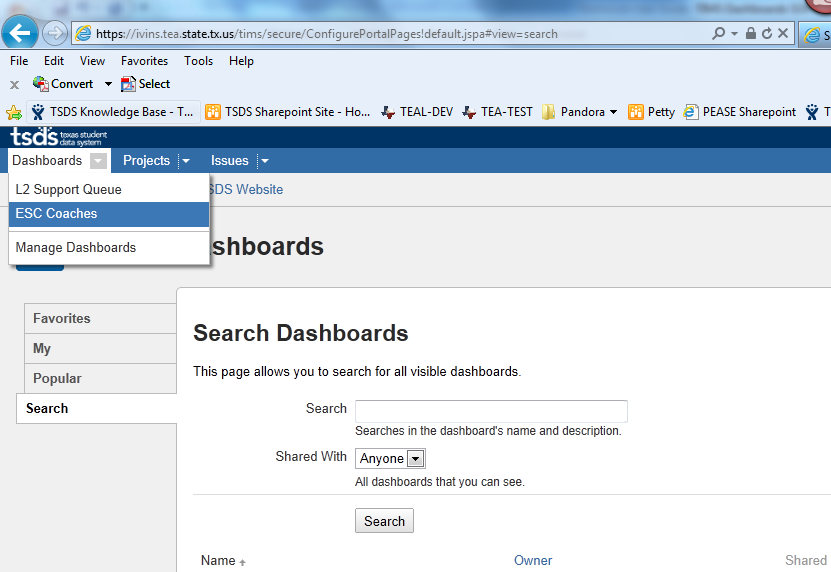 https://ivins.tea.state.tx.us/tims/secure/ConfigurePortalPages!default.jspa#view=search
File Edit View Favorites Tools Help
x Convert Select
TSDS Knowledge Base - T... TSDS Sharepoint Site - Ho... TEAL-DEV TEA-TEST Pandora Petty PEASE Sharepoint T
tsds texas student data system
Dashboards Projects Issues
L2 Support Queue
SDS Website
ESC Coaches
Manage Dashboards
shboards
Favorites
My
Popular
Search
Search Dashboards
This page allows you to search for all visible dashboards.
Search
Searches in the dashboard's name and description.
Shared With Anyone
All dashboards that you can see.
Search
Name Owner Shared